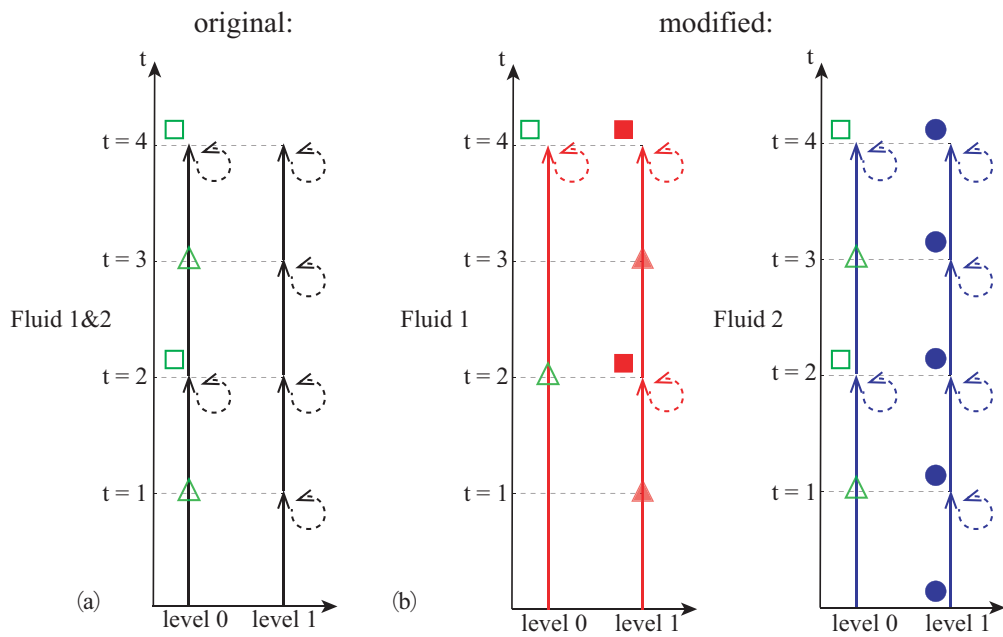 original:
modified:
t
t = 4
t = 3
Fluid 1&2
t = 2
t = 1
(a)
level 0
level 1
t
t = 4
t = 3
Fluid 1
t = 2
t = 1
(b)
level 0
level 1
t
t = 4
t = 3
Fluid 2
t = 2
t = 1
level 0
level 1